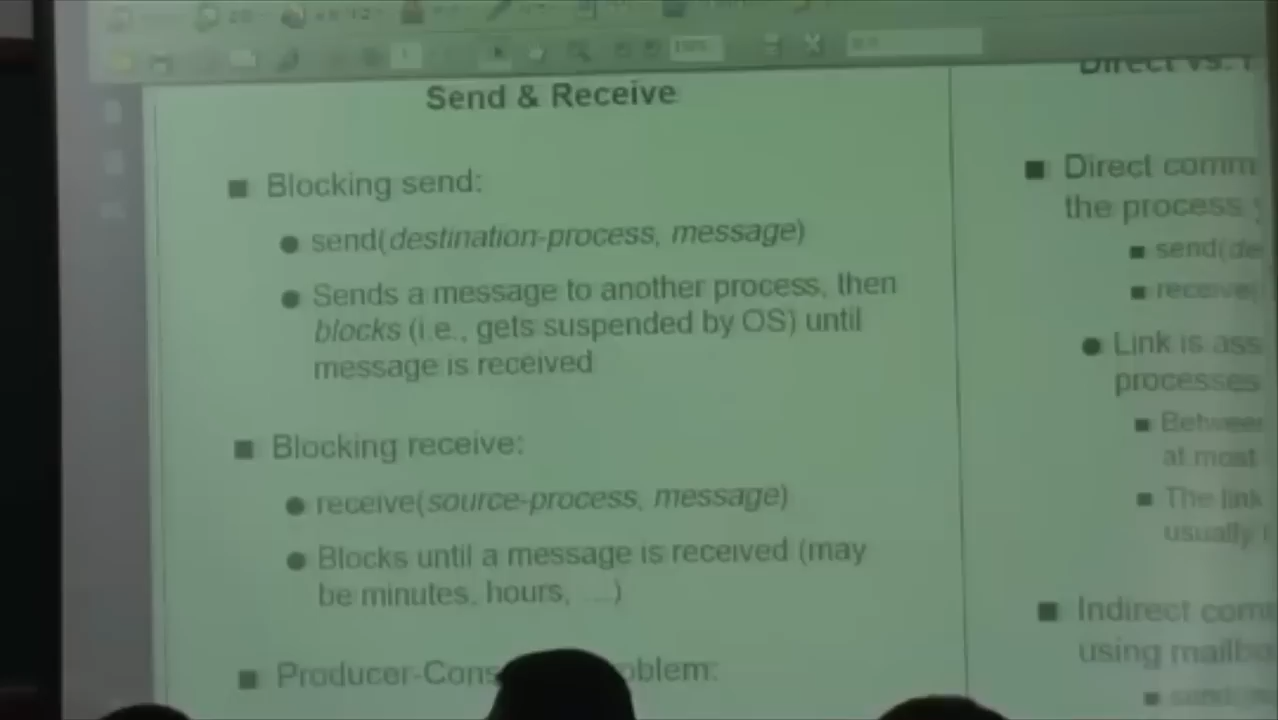 Send & Receive
■ Blocking send:
● send(destination-process, message)
● Sends a message to another process, then
blocks (i.e., gets suspended by OS) until
message is received
■ Blocking receive:
● receive(source-process, message)
● Blocks until a message is received (may
be minutes, hours, ...)
■ Producer-Cons oblem:
Direct vs. I
■ Direct comm
the process
■ send(de
■ receive(
● Link is ass
processes
■ Between
at most
■ The link
usually
■ Indirect com
using mailbo
■ send(